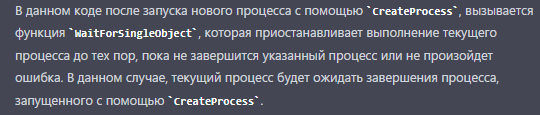 В данном коде после запуска нового процесса с помощью `CreateProcess`, вызывается
функция `WaitForSingleObject`, которая приостанавливает выполнение текущего
процесса до тех пор, пока не завершится указанный процесс или не произойдет
ошибка. В данном случае, текущий процесс будет ожидать завершения процесса,
запущенного с помощью `CreateProcess`.